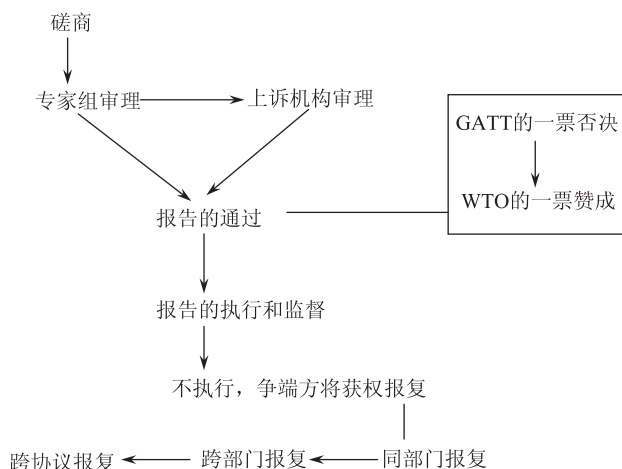 磋商
专家组审理
上诉机构审理
GATT的一票否决
WTO的一票赞成
报告的通过
报告的执行和监督
不执行，争端方将获权报复
跨协议报复
跨部门报复
同部门报复